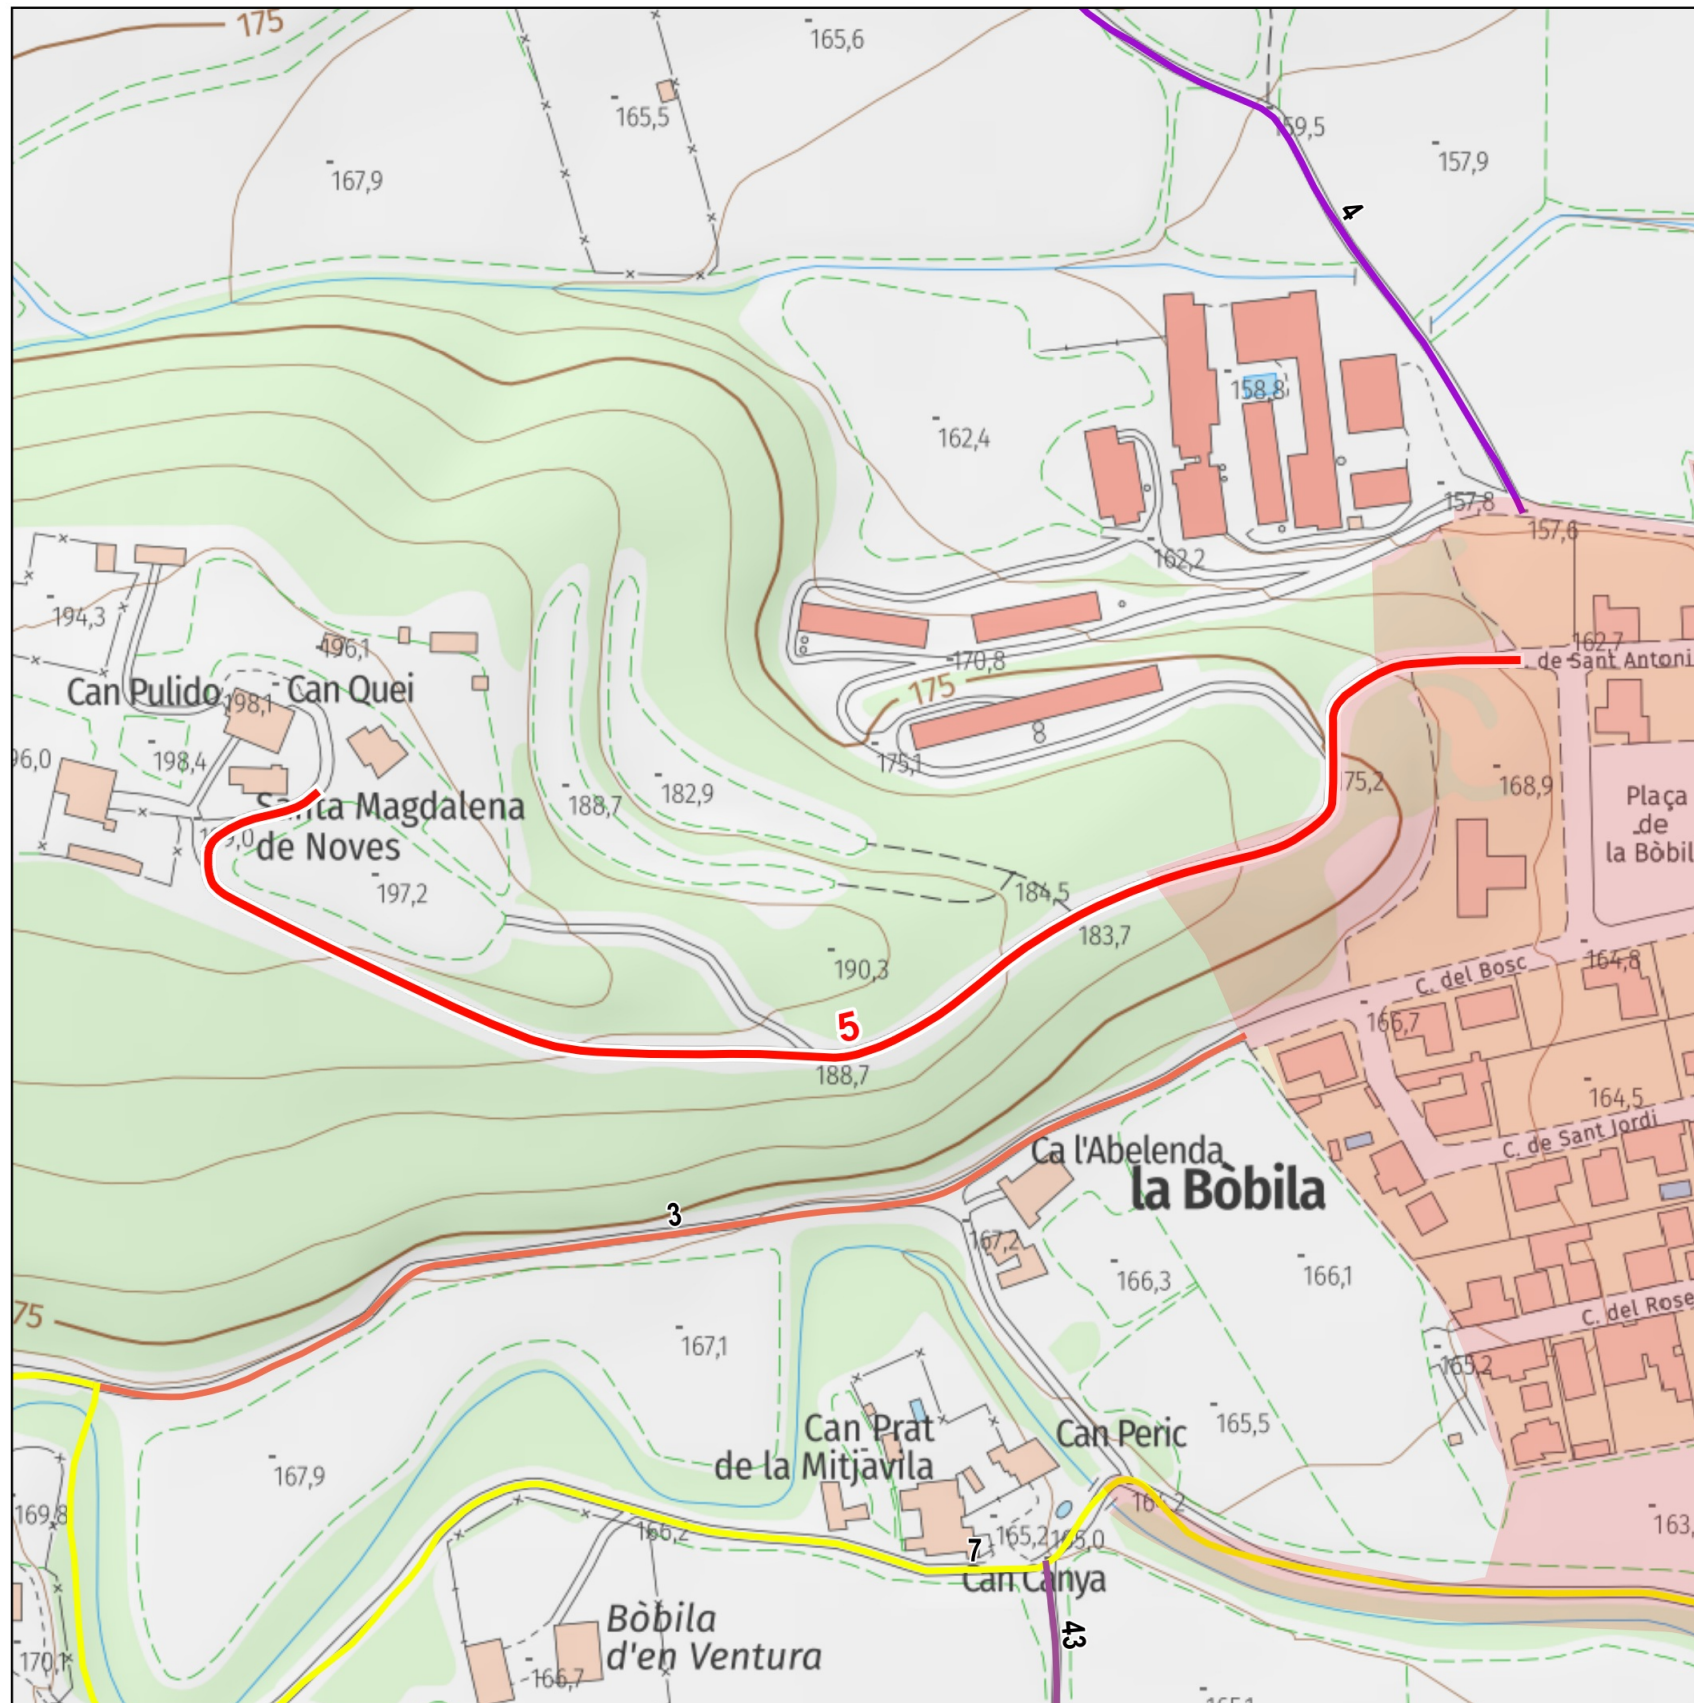 175
165,6
165,5
159,5
157,9
167,9
4
158,8
162,4
157,8
157,6
162,2
194,3
196,1
162,7
170,8
de Sant Antoni
Can Pulido
198,1
Can Quei
175
198,4
175,1
175,2
168,9
188,7
182,9
Plaça
de
la Bòbil
Santa Magdalena
de Noves
197,2
184,5
183,7
190,3
C. del Bosc
164,8
5
166,7
188,7
164,5
C. de Sant Jordi
Ca l'Abelenda
la Bòbila
3
167,2
166,3
166,1
C. del Rose
75
167,1
165,2
165,5
Can Prat
de la Mitjavila
Can Peric
167,9
169,8
166,2
165,2
165,0
7
163,
Can Canya
Bòbila
d'en Ventura
43
170,1
166,7